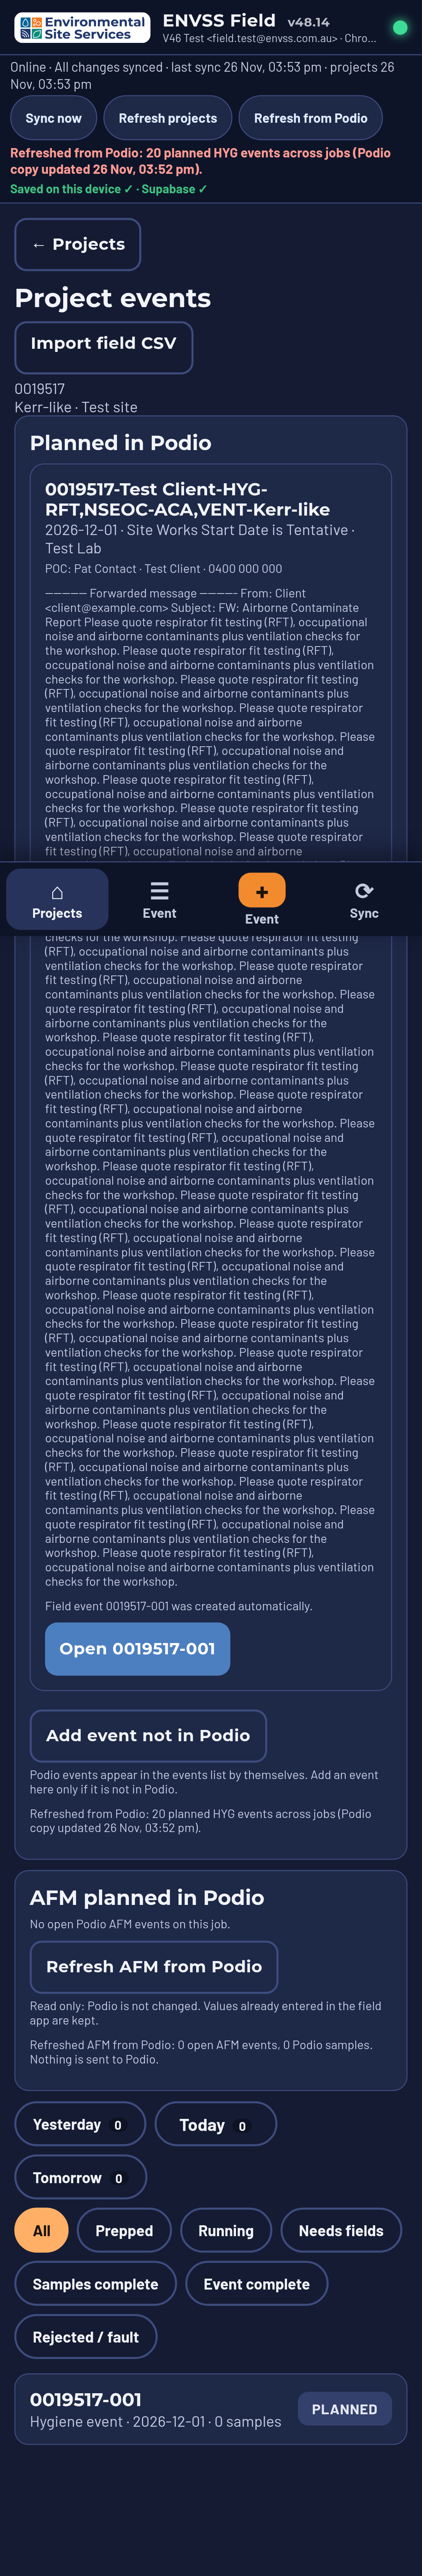 Environmental
Site Services
ENVSS Field v48.14
V46 Test <field.test@envss.com.au> · Chro...
Online · All changes synced · last sync 26 Nov, 03:53 pm · projects 26
Nov, 03:53 pm
Sync now
Refresh projects
Refresh from Podio
Refreshed from Podio: 20 planned HYG events across jobs (Podio
copy updated 26 Nov, 03:52 pm).
Saved on this device ✓ · Supabase ✓
← Projects
Project events
Import field CSV
0019517
Kerr-like · Test site
Planned in Podio
0019517-Test Client-HYG-
RFT,NSEOC-ACA,VENT-Kerr-like
2026-12-01 · Site Works Start Date is Tentative ·
Test Lab
POC: Pat Contact · Test Client · 0400 000 000
---------- Forwarded message --------- From: Client
<client@example.com> Subject: FW: Airborne Contaminate
Report Please quote respirator fit testing (RFT), occupational
noise and airborne contaminants plus ventilation checks for
the workshop. Please quote respirator fit testing (RFT),
occupational noise and airborne contaminants plus ventilation
checks for the workshop. Please quote respirator fit testing
(RFT), occupational noise and airborne contaminants plus
ventilation checks for the workshop. Please quote respirator
fit testing (RFT), occupational noise and airborne
contaminants plus ventilation checks for the workshop. Please
quote respirator fit testing (RFT), occupational noise and
airborne contaminants plus ventilation checks for the
workshop. Please quote respirator fit testing (RFT),
occupational noise and airborne contaminants plus ventilation
checks for the workshop. Please quote respirator fit testing
(RFT), occupational noise and airborne contaminants plus
ventilation checks for the workshop. Please quote respirator
fit testing (RFT), occupational noise and airborne
Projects
Event
+
Event
Sync
checks for the workshop. Please quote respirator fit testing
(RFT), occupational noise and airborne contaminants plus
ventilation checks for the workshop. Please quote respirator
fit testing (RFT), occupational noise and airborne
contaminants plus ventilation checks for the workshop. Please
quote respirator fit testing (RFT), occupational noise and
airborne contaminants plus ventilation checks for the
workshop. Please quote respirator fit testing (RFT),
occupational noise and airborne contaminants plus ventilation
checks for the workshop. Please quote respirator fit testing
(RFT), occupational noise and airborne contaminants plus
ventilation checks for the workshop. Please quote respirator
fit testing (RFT), occupational noise and airborne
contaminants plus ventilation checks for the workshop. Please
quote respirator fit testing (RFT), occupational noise and
airborne contaminants plus ventilation checks for the
workshop. Please quote respirator fit testing (RFT),
occupational noise and airborne contaminants plus ventilation
checks for the workshop. Please quote respirator fit testing
(RFT), occupational noise and airborne contaminants plus
ventilation checks for the workshop. Please quote respirator
fit testing (RFT), occupational noise and airborne
contaminants plus ventilation checks for the workshop. Please
quote respirator fit testing (RFT), occupational noise and
airborne contaminants plus ventilation checks for the
workshop. Please quote respirator fit testing (RFT),
occupational noise and airborne contaminants plus ventilation
checks for the workshop. Please quote respirator fit testing
(RFT), occupational noise and airborne contaminants plus
ventilation checks for the workshop. Please quote respirator
fit testing (RFT), occupational noise and airborne
contaminants plus ventilation checks for the workshop. Please
quote respirator fit testing (RFT), occupational noise and
airborne contaminants plus ventilation checks for the
workshop. Please quote respirator fit testing (RFT),
occupational noise and airborne contaminants plus ventilation
checks for the workshop. Please quote respirator fit testing
(RFT), occupational noise and airborne contaminants plus
ventilation checks for the workshop. Please quote respirator
fit testing (RFT), occupational noise and airborne
contaminants plus ventilation checks for the workshop. Please
quote respirator fit testing (RFT), occupational noise and
airborne contaminants plus ventilation checks for the
workshop. Please quote respirator fit testing (RFT),
occupational noise and airborne contaminants plus ventilation
checks for the workshop.
Field event 0019517-001 was created automatically.
Open 0019517-001
Add event not in Podio
Podio events appear in the events list by themselves. Add an event
here only if it is not in Podio.
Refreshed from Podio: 20 planned HYG events across jobs (Podio
copy updated 26 Nov, 03:52 pm).
AFM planned in Podio
No open Podio AFM events on this job.
Refresh AFM from Podio
Read only: Podio is not changed. Values already entered in the field
app are kept.
Refreshed AFM from Podio: 0 open AFM events, 0 Podio samples.
Nothing is sent to Podio.
Yesterday 0
Today 0
Tomorrow 0
All
Prepped
Running
Needs fields
Samples complete
Event complete
Rejected / fault
0019517-001
Hygiene event · 2026-12-01 · 0 samples
PLANNED